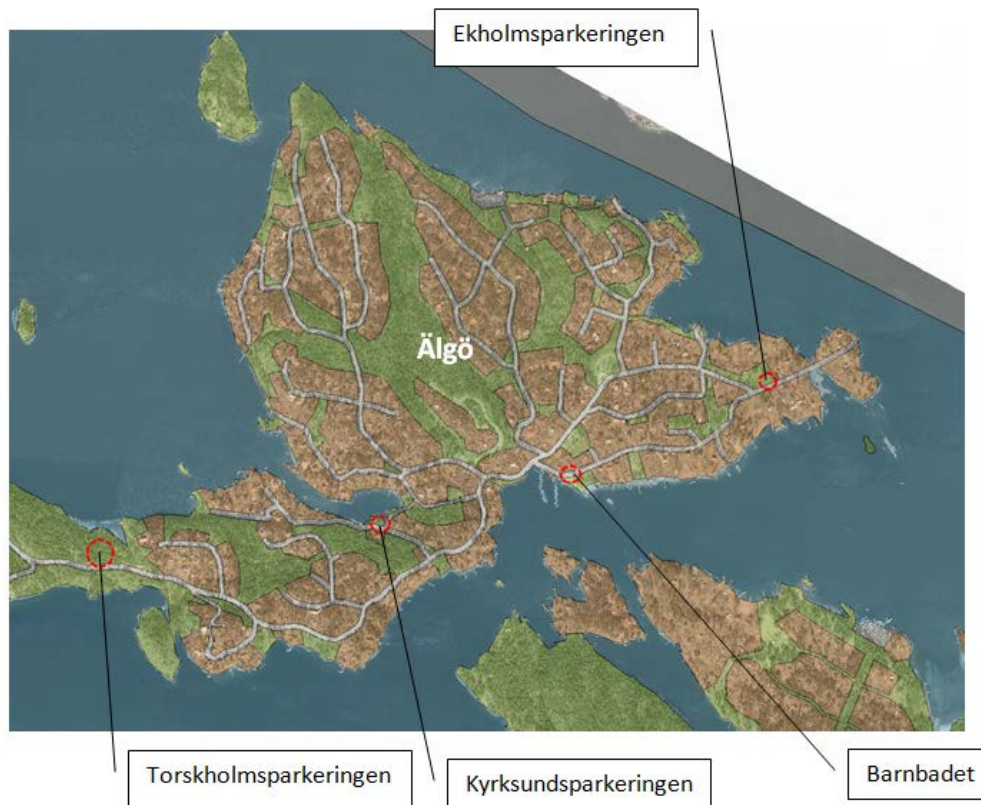 Ekholmsparkeringen
Älgö
Torskholmsparkeringen
Kyrksundsparkeringen
Barnbadet